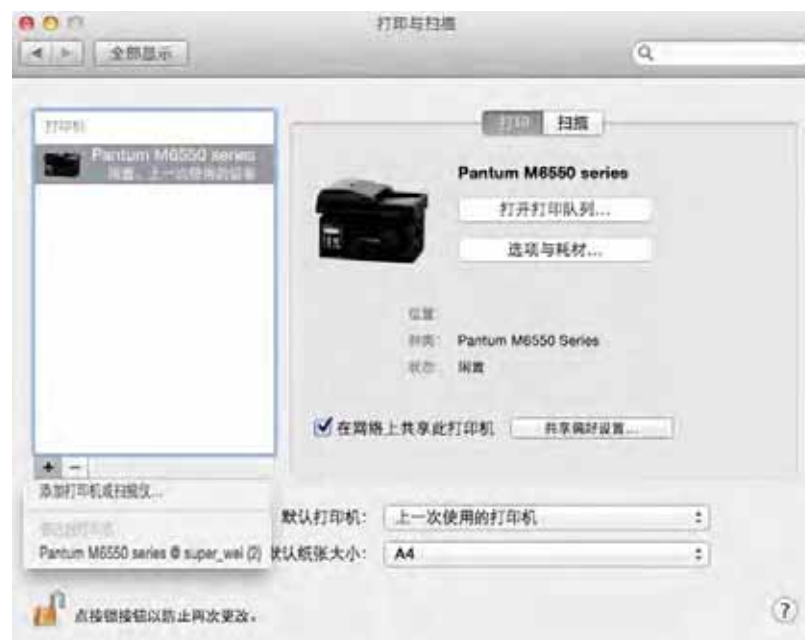 打印与扫描
全部显示
打印机
Pantum M6550 series
闲置、上一次使用的设备
打印 扫描
Pantum M6550 series
打开打印队列...
选项与耗材...
位置:
种类: Pantum M6550 Series
状态: 闲置
在网络上共享此打印机 共享偏好设置...
+ -
添加打印机或扫描仪...
Pantum M6550 series @ super_wei (2)
默认打印机: 上一次使用的打印机
默认纸张大小: A4
点按锁按钮以防止再次更改。
?